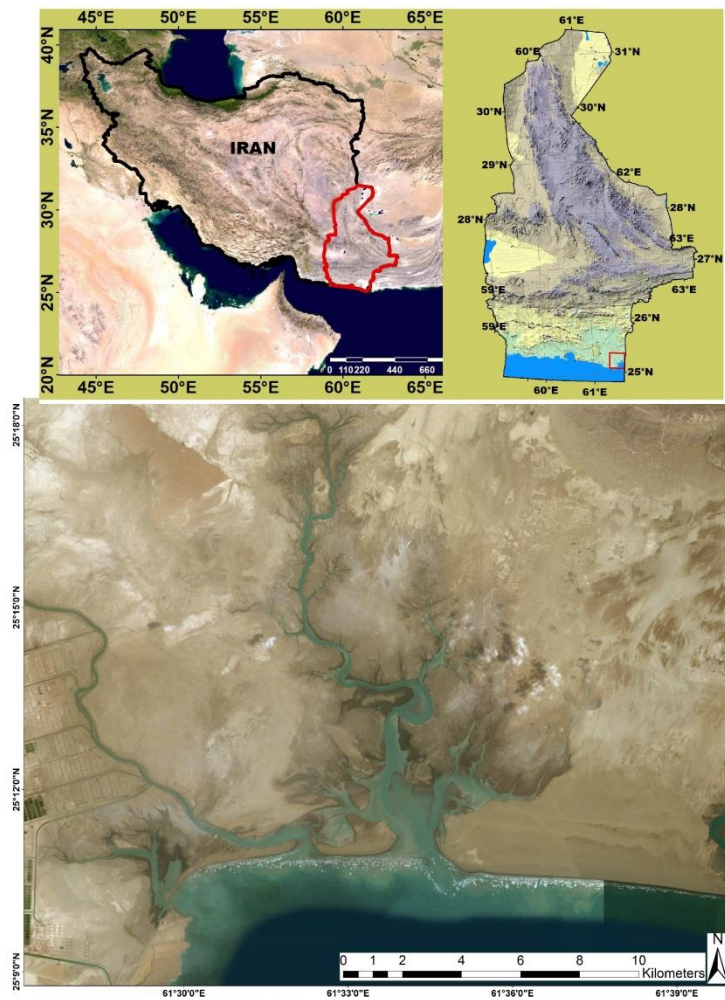 40°N
35°N
30°N
25°N
20°N
IRAN
0 110220 440 660
45°E 50°E 55°E 60°E 65°E
61°E
60°E
31°N
30°N
30°N
29°N
62°E
28°N
28°N
63°E
27°N
59°E
63°E
59°E
26°N
25°N
60°E
61°E
25°18'0"N
25°15'0"N
25°12'0"N
25°9'0"N
0 1 2 4 6 8 10
Kilometers
N
61°30'0"E 61°33'0"E 61°36'0"E 61°39'0"E